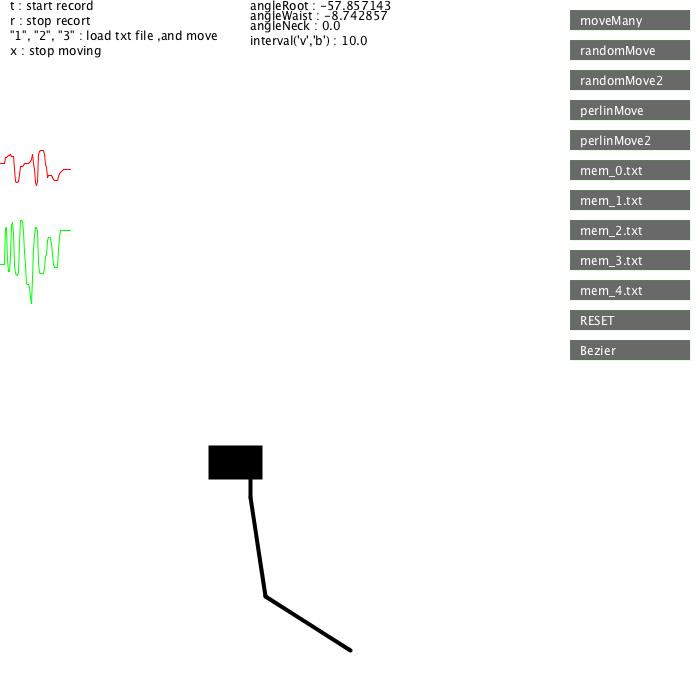 t : start record
r : stop recort
"1", "2", "3" : load txt file ,and move
x : stop moving
angleRoot : -57.857143
angleWaist : -8.742857
angleNeck : 0.0
interval('v','b') : 10.0
moveMany
randomMove
randomMove2
perlinMove
perlinMove2
mem_0.txt
mem_1.txt
mem_2.txt
mem_3.txt
mem_4.txt
RESET
Bezier